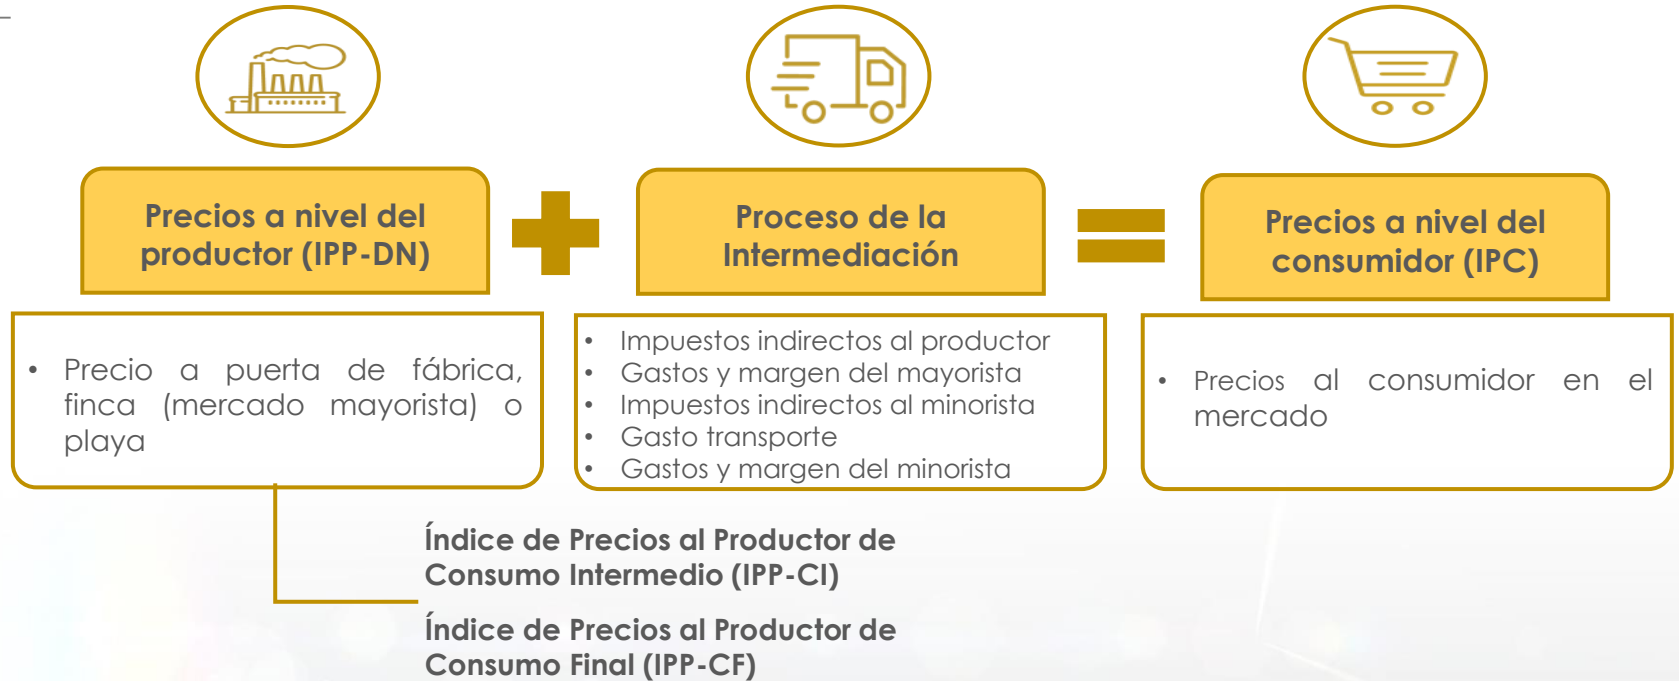 Precios a nivel del
productor (IPP-DN)
Proceso de la
Intermediación
Precios a nivel del
consumidor (IPC)
• Precio a puerta de fábrica,
finca (mercado mayorista) o
playa
• Impuestos indirectos al productor
• Gastos y margen del mayorista
• Impuestos indirectos al minorista
• Gasto transporte
• Gastos y margen del minorista
• Precios al consumidor en el
mercado
Índice de Precios al Productor de
Consumo Intermedio (IPP-CI)
Índice de Precios al Productor de
Consumo Final (IPP-CF)